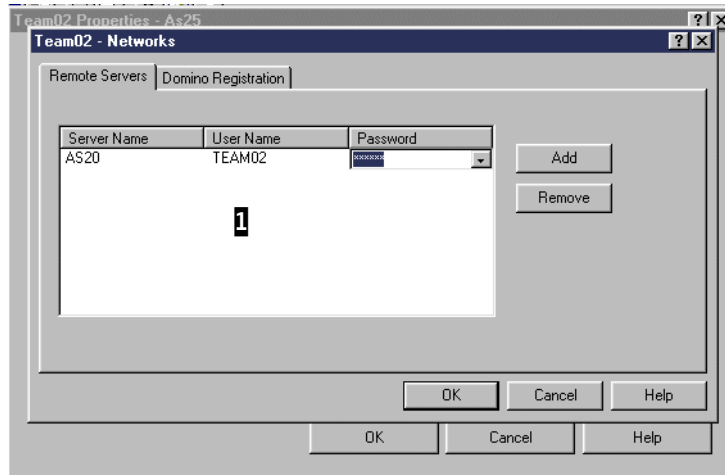 Team02 Properties - As25
Team02 - Networks
Remote Servers Domino Registration
Server Name User Name Password
AS20 TEAM02 ******
Add
Remove
1
OK Cancel Help
OK Cancel Help